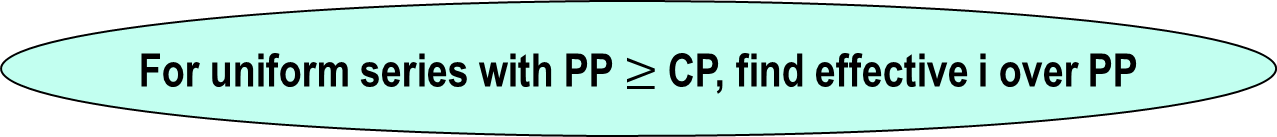 For uniform series with PP ≥ CP, find effective i over PP